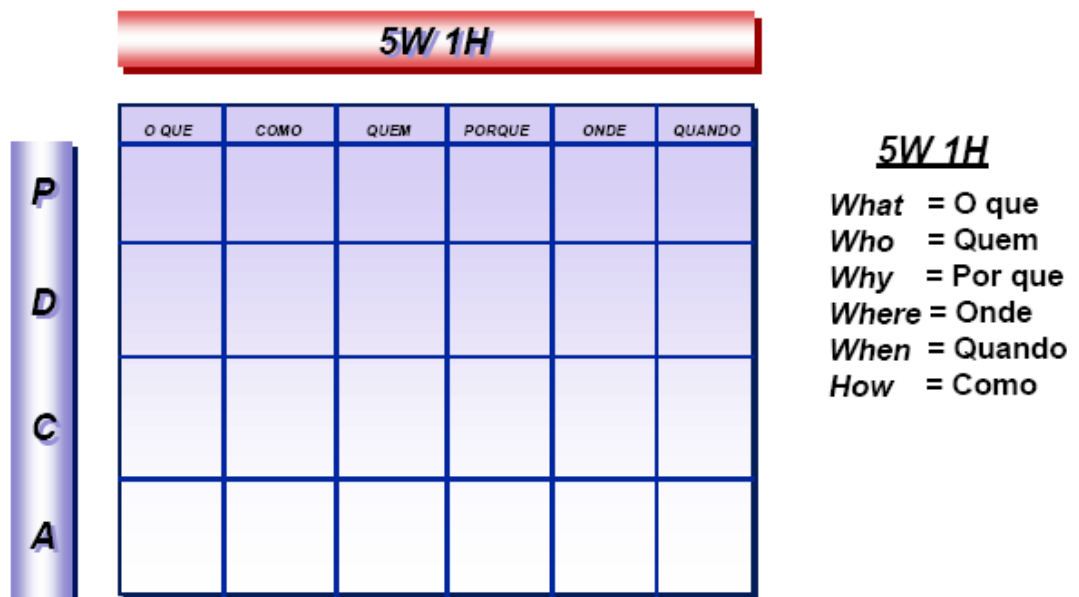 5W 1H
O QUE COMO QUEM PORQUE ONDE QUANDO
P
D
C
A
5W 1H
What = O que
Who = Quem
Why = Por que
Where = Onde
When = Quando
How = Como